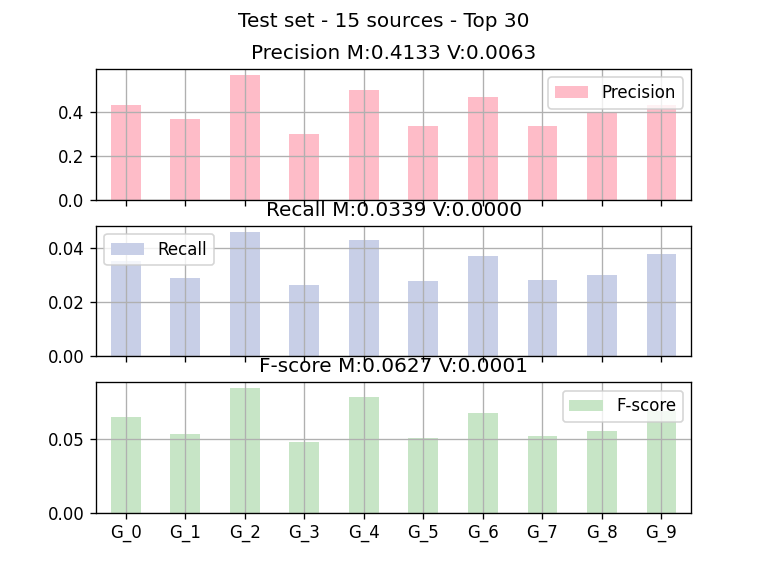 Test set - 15 sources - Top 30
Precision M:0.4133 V:0.0063
Precision
0.4
0.2
0.0
Recall M:0.0339 V:0.0000
Recall
0.04
0.02
0.00
F-score M:0.0627 V:0.0001
F-score
0.05
0.00
G_0 G_1 G_2 G_3 G_4 G_5 G_6 G_7 G_8 G_9